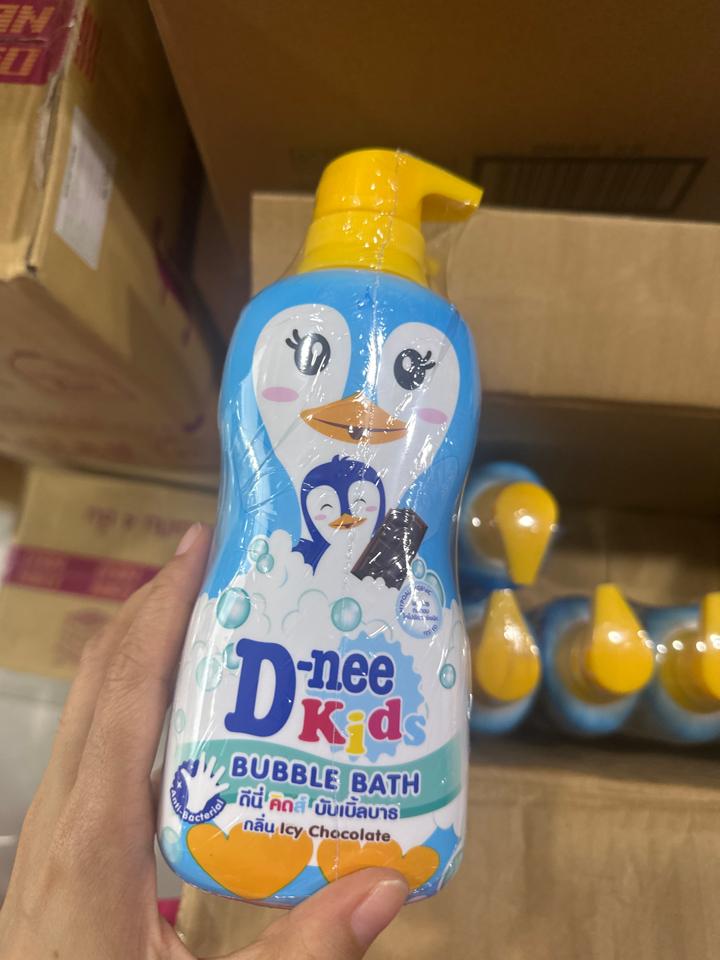 D-nee
Kids
BUBBLE BATH
ดีนี่ คิดส์ บับเบิ้ลบาธ
กลิ่น Icy Chocolate
Anti-Bacterial